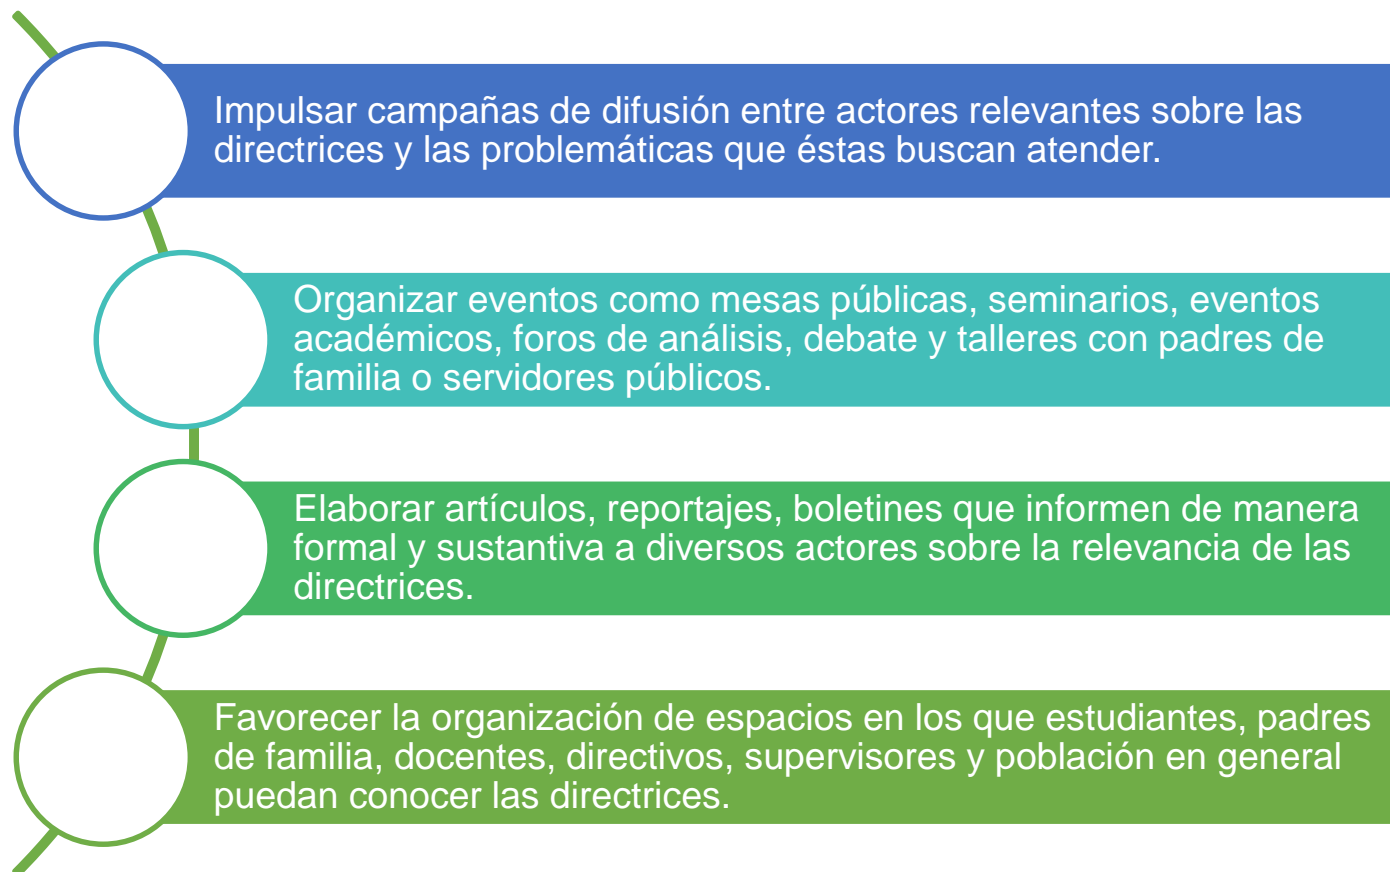 Impulsar campañas de difusión entre actores relevantes sobre las
directrices y las problemáticas que éstas buscan atender.
Organizar eventos como mesas públicas, seminarios, eventos
académicos, foros de análisis, debate y talleres con padres de
familia o servidores públicos.
Elaborar artículos, reportajes, boletines que informen de manera
formal y sustantiva a diversos actores sobre la relevancia de las
directrices.
Favorecer la organización de espacios en los que estudiantes, padres
de familia, docentes, directivos, supervisores y población en general
puedan conocer las directrices.